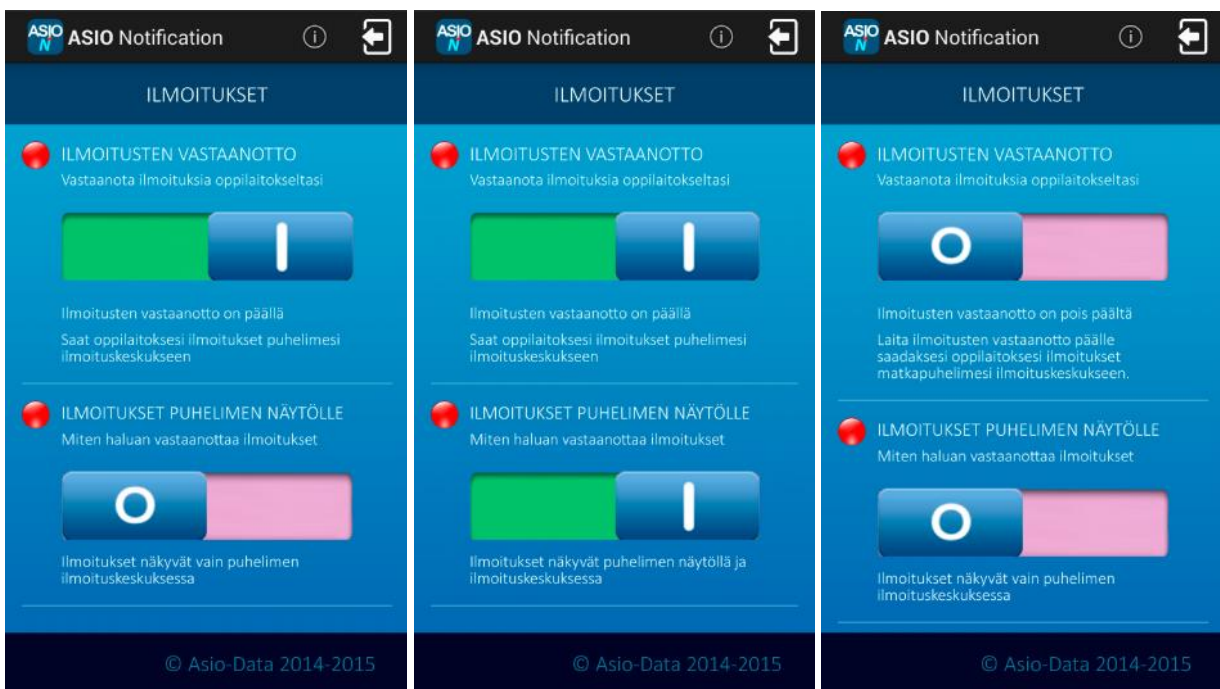 ASIO N ASIO Notification
ILMOITUKSET
ILMOITUSTEN VASTAANOTTO
Vastaanota ilmoituksia oppilaitokseltasi
I
Ilmoitusten vastaanotto on päällä
Saat oppilaitoksesi ilmoitukset puhelimesi
ilmoituskeskukseen
ILMOITUKSET PUHELIMEN NÄYTÖLLE
Miten haluan vastaanottaa ilmoitukset
O
Ilmoitukset näkyvät vain puhelimen
ilmoituskeskuksessa
© Asio-Data 2014-2015
ASIO N ASIO Notification
ILMOITUKSET
ILMOITUSTEN VASTAANOTTO
Vastaanota ilmoituksia oppilaitokseltasi
I
Ilmoitusten vastaanotto on päällä
Saat oppilaitoksesi ilmoitukset puhelimesi
ilmoituskeskukseen
ILMOITUKSET PUHELIMEN NÄYTÖLLE
Miten haluan vastaanottaa ilmoitukset
I
Ilmoitukset näkyvät puhelimen näytöllä ja
ilmoituskeskuksessa
© Asio-Data 2014-2015
ASIO N ASIO Notification
ILMOITUKSET
ILMOITUSTEN VASTAANOTTO
Vastaanota ilmoituksia oppilaitokseltasi
O
Ilmoitusten vastaanotto on pois päältä
Laita ilmoitusten vastaanotto päälle
saadaksesi oppilaitoksesi ilmoitukset
matkapuhelimesi ilmoituskeskukseen.
ILMOITUKSET PUHELIMEN NÄYTÖLLE
Miten haluan vastaanottaa ilmoitukset
O
Ilmoitukset näkyvät vain puhelimen
ilmoituskeskuksessa
© Asio-Data 2014-2015